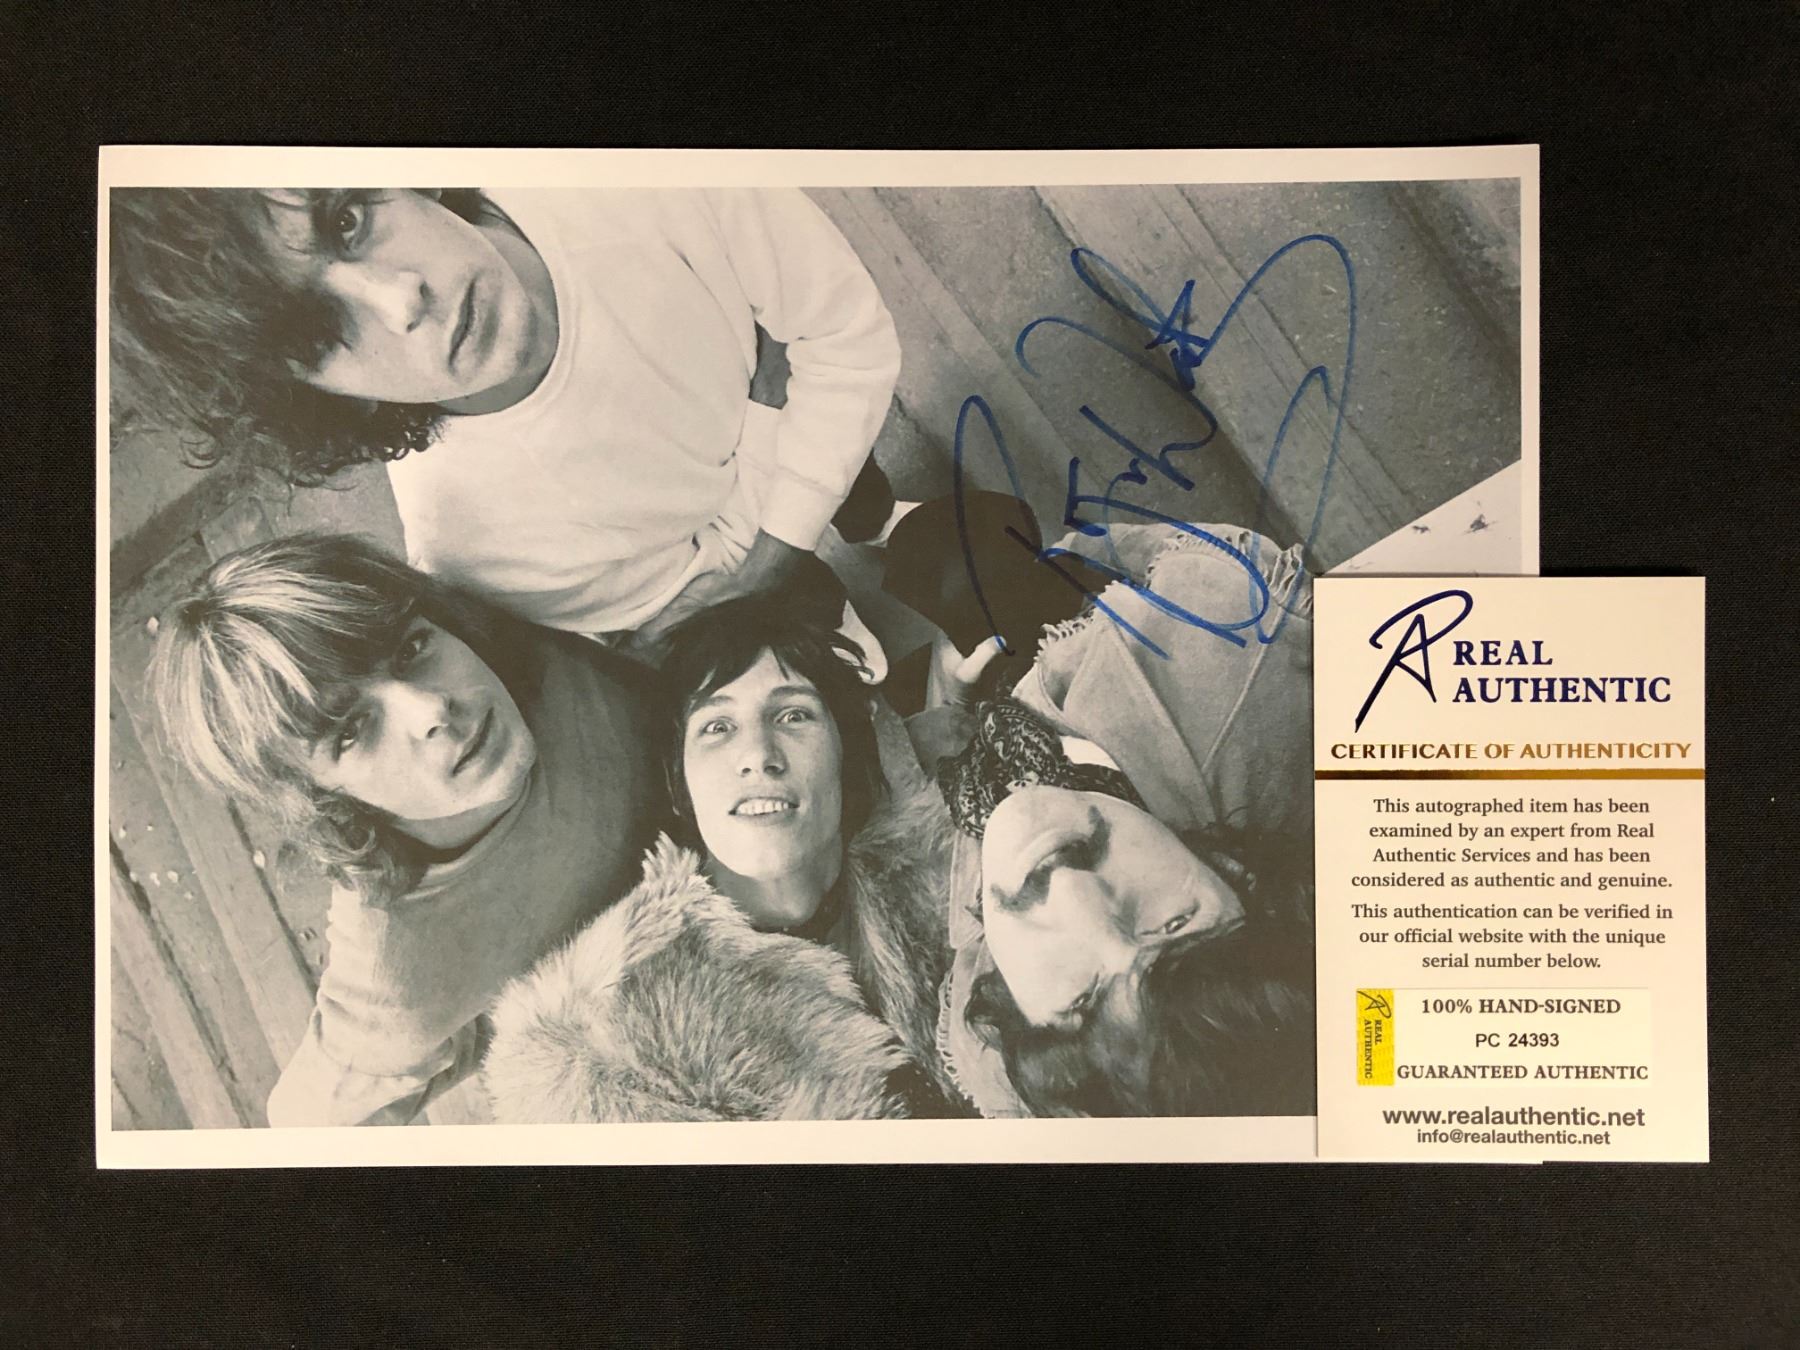 REAL
AUTHENTIC
CERTIFICATE OF AUTHENTICITY
This autographed item has been
examined by an expert from Real
Authentic Services and has been
considered as authentic and genuine.
This authentication can be verified in
our official website with the unique
serial number below.
REAL
AUTHENTIC
100% HAND-SIGNED
PC 24393
GUARANTEED AUTHENTIC
www.realauthentic.net
info@realauthentic.net